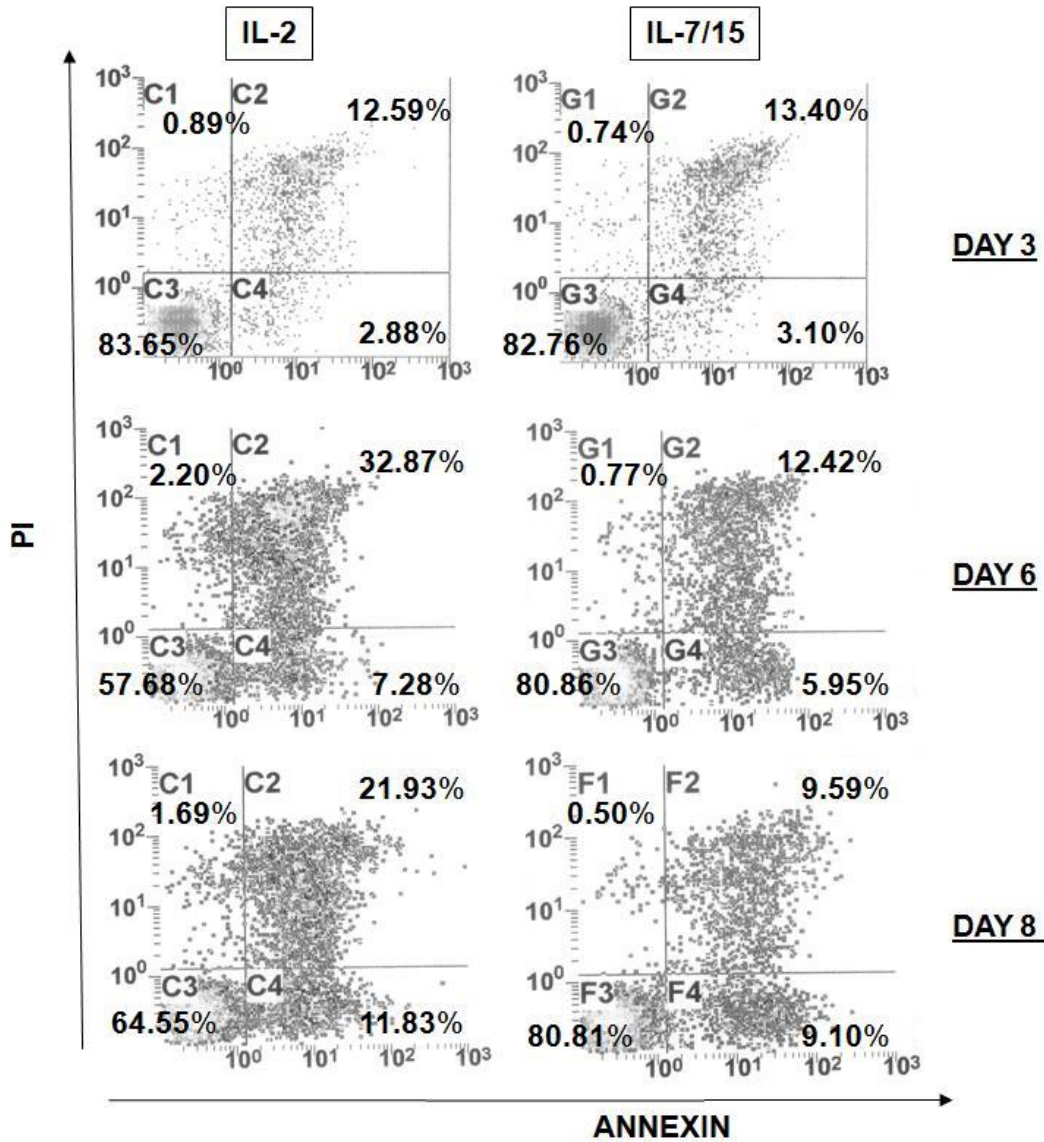 IL-2
IL-7/15
10³
C1
C2
0.89%
12.59%
10²
10¹
10⁰
C3
C4
83.65%
2.88%
10⁰ 10¹ 10² 10³
10³
G1
G2
0.74%
13.40%
10²
10¹
10⁰
G3
G4
82.76%
3.10%
10⁰ 10¹ 10² 10³
DAY 3
10³
C1
C2
2.20%
32.87%
10²
10¹
10⁰
C3
C4
57.68%
7.28%
10⁰ 10¹ 10² 10³
10³
G1
G2
0.77%
12.42%
10²
10¹
10⁰
G3
G4
80.86%
5.95%
10⁰ 10¹ 10² 10³
DAY 6
10³
C1
C2
1.69%
21.93%
10²
10¹
10⁰
C3
C4
64.55%
11.83%
10⁰ 10¹ 10² 10³
10³
F1
F2
0.50%
9.59%
10²
10¹
10⁰
F3
F4
80.81%
9.10%
10⁰ 10¹ 10² 10³
DAY 8
PI
ANNEXIN